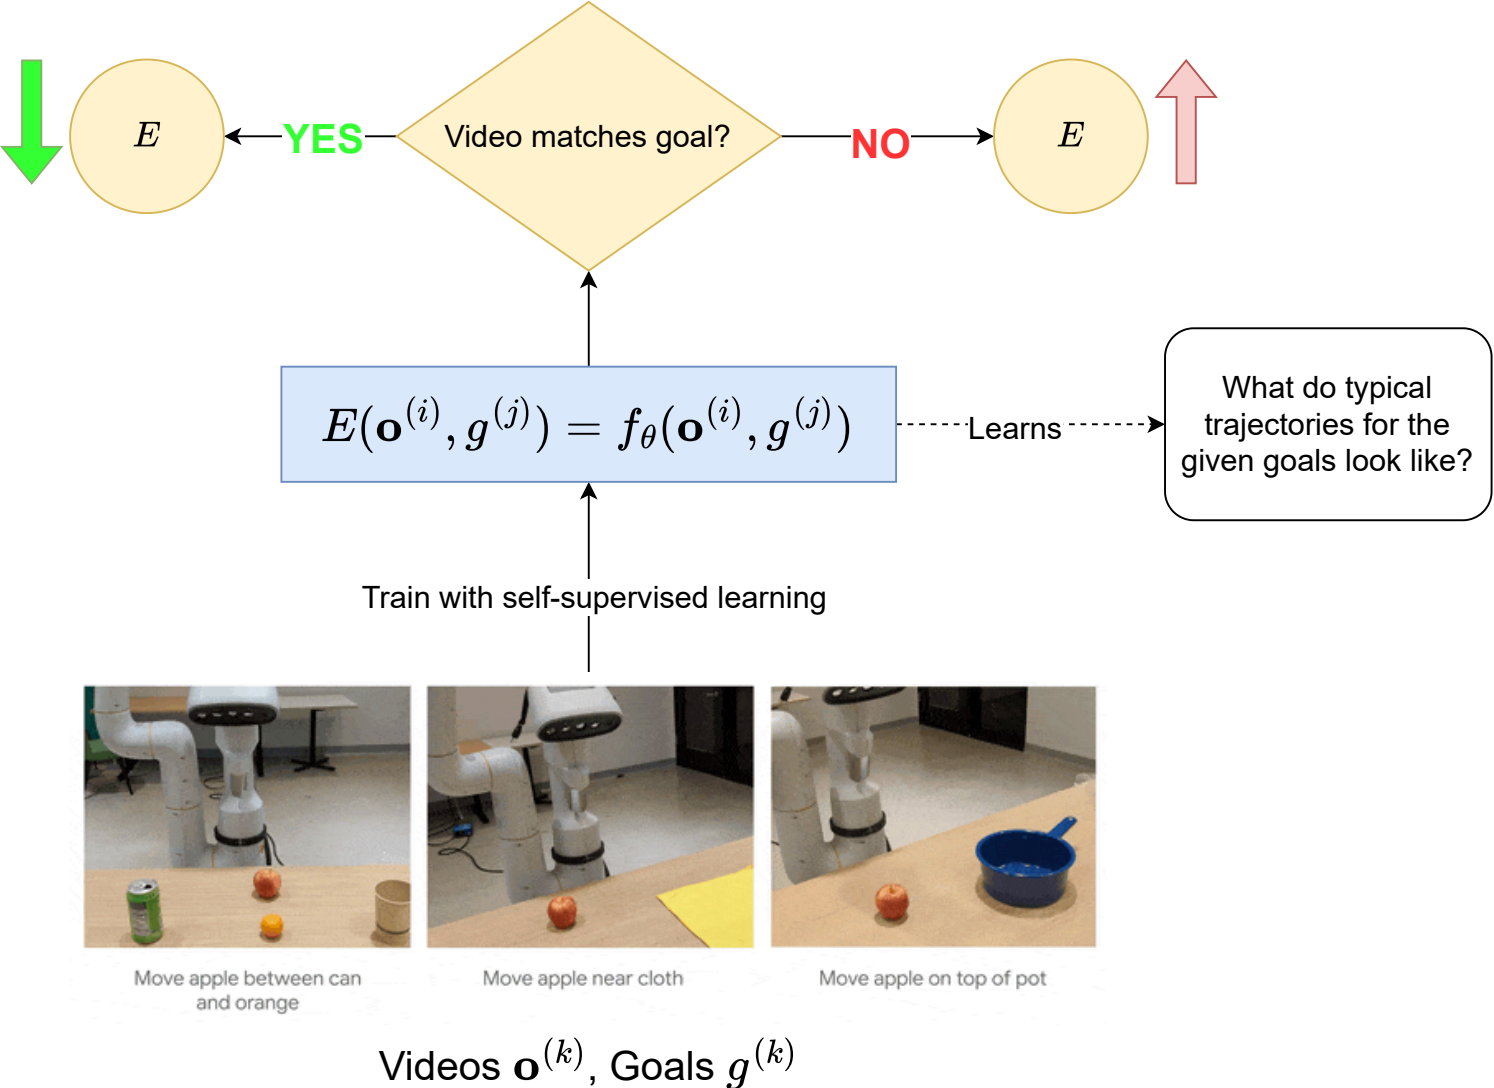 E
YES
Video matches goal?
NO
E
E(𝐨^{(i)}, g^{(j)}) = f_θ(𝐨^{(i)}, g^{(j)})
Learns
What do typical
trajectories for the
given goals look like?
Train with self-supervised learning
Move apple between can
and orange
Move apple near cloth
Move apple on top of pot
Videos 𝐨^{(k)}, Goals g^{(k)}